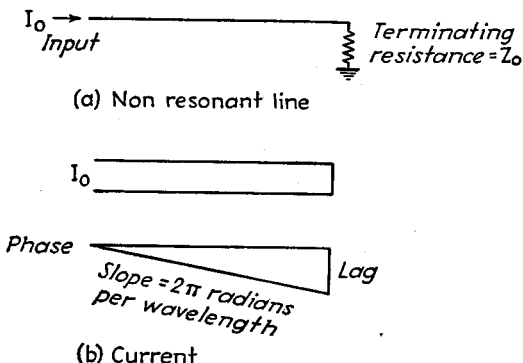 I₀ → Input
Terminating
resistance = Z₀
(a) Non resonant line
I₀
Phase
Slope = 2π radians
per wavelength
Lag
(b) Current